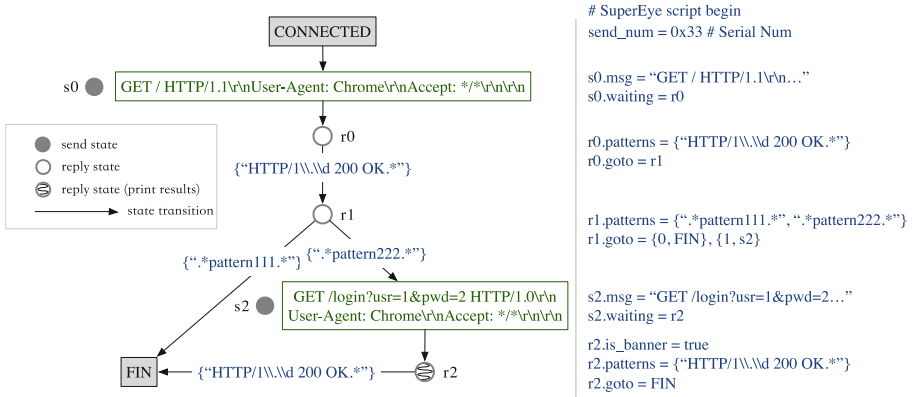 CONNECTED
s0
GET / HTTP/1.1\r\nUser-Agent: Chrome\r\nAccept: */*\r\n\r\n
r0
{“HTTP/1\\.\\d 200 OK.*”}
send state
reply state
reply state (print results)
state transition
r1
{“.*pattern111.*”}
{“.*pattern222.*”}
s2
GET /login?usr=1&pwd=2 HTTP/1.0\r\n
User-Agent: Chrome\r\nAccept: */*\r\n\r\n
FIN
{“HTTP/1\\.\\d 200 OK.*”}
r2
# SuperEye script begin
send_num = 0x33 # Serial Num
s0.msg = “GET / HTTP/1.1\r\n…”
s0.waiting = r0
r0.patterns = {“HTTP/1\\.\\d 200 OK.*”}
r0.goto = r1
r1.patterns = {“.*pattern111.*”, “.*pattern222.*”}
r1.goto = {0, FIN}, {1, s2}
s2.msg = “GET /login?usr=1&pwd=2…”
s2.waiting = r2
r2.is_banner = true
r2.patterns = {“HTTP/1\\.\\d 200 OK.*”}
r2.goto = FIN